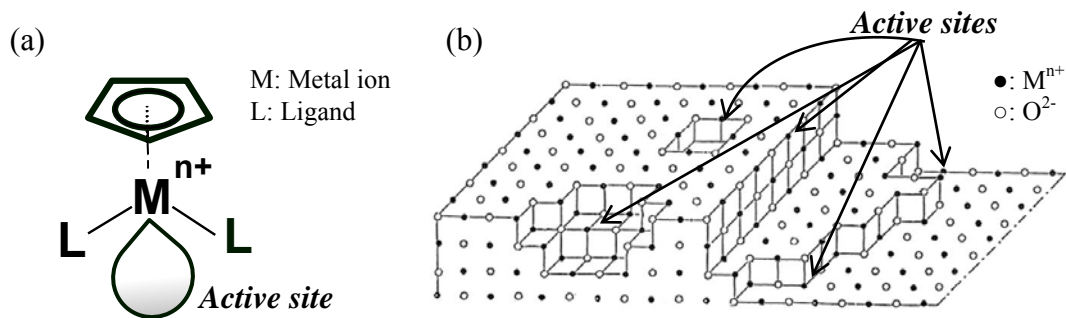 (a)
M: Metal ion
L: Ligand
M n+
L
L
Active site
(b)
Active sites
●: M n+
○: O 2-